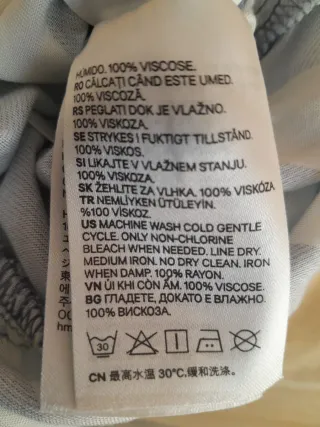 HUMIDO. 100% VISCOSE.
RO CĂLCAȚI CÂND ESTE UMED.
100% VISCOZĂ.
RS PEGLATI DOK JE VLAŽNO.
100% VISKOZA.
SE STRYKES I FUKTIGT TILLSTÅND.
100% VISKOS.
SI LIKAJTE V VLAŽNEM STANJU.
100% VISKOZA.
SK ŽEHLITE ZA VLHKA. 100% VISKÓZA
TR NEMLİYKEN ÜTÜLEYİN.
%100 VİSKOZ.
US MACHINE WASH COLD GENTLE
CYCLE. ONLY NON-CHLORINE
BLEACH WHEN NEEDED. LINE DRY.
MEDIUM IRON. NO DRY CLEAN. IRON
WHEN DAMP. 100% RAYON.
VN ỦI KHI CÒN ẨM. 100% VISCOSE.
BG ГЛАДЕТЕ, ДОКАТО Е ВЛАЖНО.
100% ВИСКОЗА.
30
CN 最高水温 30°C.缓和洗涤。